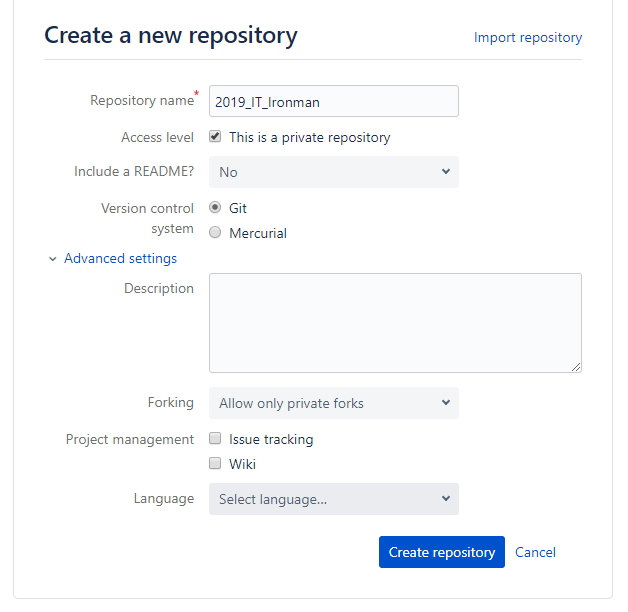 Create a new repository
Import repository
Repository name*
2019_IT_Ironman
Access level
This is a private repository
Include a README?
No
Version control
system
Git
Mercurial
Advanced settings
Description
Forking
Allow only private forks
Project management
Issue tracking
Wiki
Language
Select language...
Create repository
Cancel